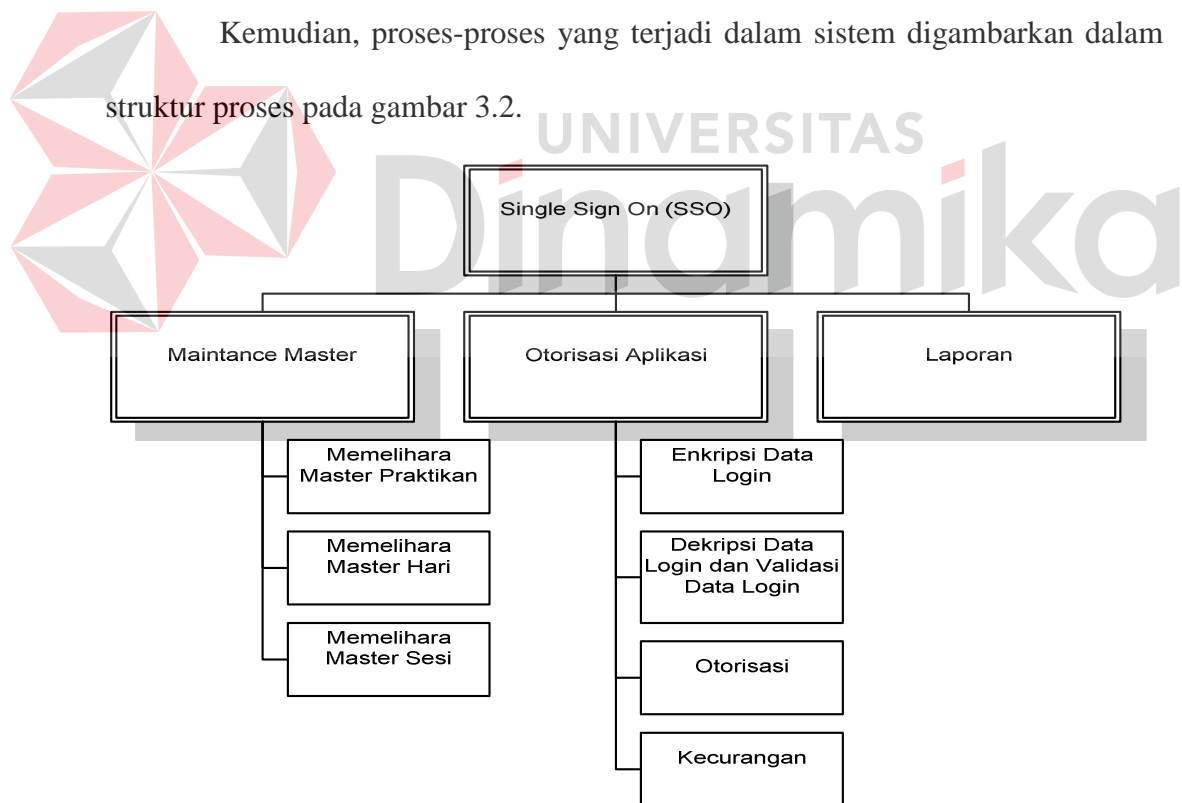 Kemudian, proses-proses yang terjadi dalam sistem digambarkan dalam
struktur proses pada gambar 3.2.
UNIVERSITAS
Dinamika
Single Sign On (SSO)
Maintance Master
Otorisasi Aplikasi
Laporan
Memelihara
Master Praktikan
Memelihara
Master Hari
Memelihara
Master Sesi
Enkripsi Data
Login
Dekripsi Data
Login dan Validasi
Data Login
Otorisasi
Kecurangan